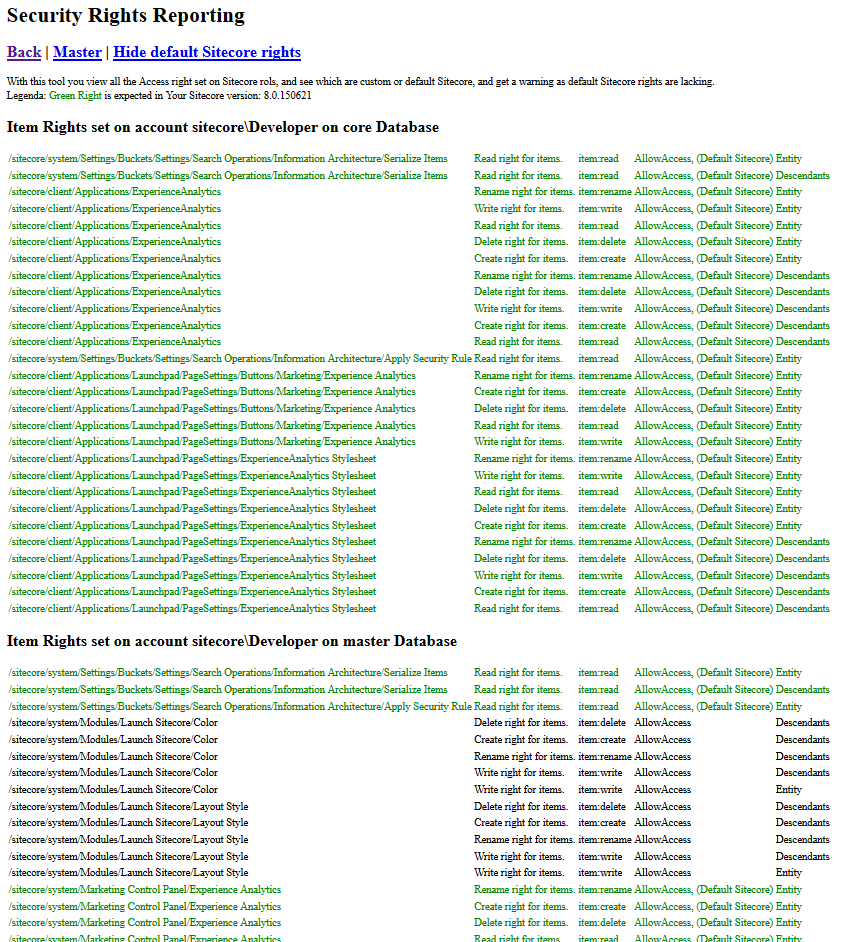 Security Rights Reporting
Back | Master | Hide default Sitecore rights
With this tool you view all the Access right set on Sitecore rols, and see which are custom or default Sitecore, and get a warning as default Sitecore rights are lacking.
Legenda: Green Right is expected in Your Sitecore version: 8.0.150621
Item Rights set on account sitecore\Developer on core Database
/sitecore/system/Settings/Buckets/Settings/Search Operations/Information Architecture/Serialize Items Read right for items. item:read AllowAccess, (Default Sitecore) Entity
/sitecore/system/Settings/Buckets/Settings/Search Operations/Information Architecture/Serialize Items Read right for items. item:read AllowAccess, (Default Sitecore) Descendants
/sitecore/client/Applications/ExperienceAnalytics Rename right for items. item:rename AllowAccess, (Default Sitecore) Entity
/sitecore/client/Applications/ExperienceAnalytics Write right for items. item:write AllowAccess, (Default Sitecore) Entity
/sitecore/client/Applications/ExperienceAnalytics Read right for items. item:read AllowAccess, (Default Sitecore) Entity
/sitecore/client/Applications/ExperienceAnalytics Delete right for items. item:delete AllowAccess, (Default Sitecore) Entity
/sitecore/client/Applications/ExperienceAnalytics Create right for items. item:create AllowAccess, (Default Sitecore) Entity
/sitecore/client/Applications/ExperienceAnalytics Rename right for items. item:rename AllowAccess, (Default Sitecore) Descendants
/sitecore/client/Applications/ExperienceAnalytics Delete right for items. item:delete AllowAccess, (Default Sitecore) Descendants
/sitecore/client/Applications/ExperienceAnalytics Write right for items. item:write AllowAccess, (Default Sitecore) Descendants
/sitecore/client/Applications/ExperienceAnalytics Create right for items. item:create AllowAccess, (Default Sitecore) Descendants
/sitecore/client/Applications/ExperienceAnalytics Read right for items. item:read AllowAccess, (Default Sitecore) Descendants
/sitecore/system/Settings/Buckets/Settings/Search Operations/Information Architecture/Apply Security Rule Read right for items. item:read AllowAccess, (Default Sitecore) Entity
/sitecore/client/Applications/Launchpad/PageSettings/Buttons/Marketing/Experience Analytics Rename right for items. item:rename AllowAccess, (Default Sitecore) Entity
/sitecore/client/Applications/Launchpad/PageSettings/Buttons/Marketing/Experience Analytics Create right for items. item:create AllowAccess, (Default Sitecore) Entity
/sitecore/client/Applications/Launchpad/PageSettings/Buttons/Marketing/Experience Analytics Delete right for items. item:delete AllowAccess, (Default Sitecore) Entity
/sitecore/client/Applications/Launchpad/PageSettings/Buttons/Marketing/Experience Analytics Read right for items. item:read AllowAccess, (Default Sitecore) Entity
/sitecore/client/Applications/Launchpad/PageSettings/Buttons/Marketing/Experience Analytics Write right for items. item:write AllowAccess, (Default Sitecore) Entity
/sitecore/client/Applications/Launchpad/PageSettings/ExperienceAnalytics Stylesheet Rename right for items. item:rename AllowAccess, (Default Sitecore) Entity
/sitecore/client/Applications/Launchpad/PageSettings/ExperienceAnalytics Stylesheet Write right for items. item:write AllowAccess, (Default Sitecore) Entity
/sitecore/client/Applications/Launchpad/PageSettings/ExperienceAnalytics Stylesheet Read right for items. item:read AllowAccess, (Default Sitecore) Entity
/sitecore/client/Applications/Launchpad/PageSettings/ExperienceAnalytics Stylesheet Delete right for items. item:delete AllowAccess, (Default Sitecore) Entity
/sitecore/client/Applications/Launchpad/PageSettings/ExperienceAnalytics Stylesheet Create right for items. item:create AllowAccess, (Default Sitecore) Entity
/sitecore/client/Applications/Launchpad/PageSettings/ExperienceAnalytics Stylesheet Rename right for items. item:rename AllowAccess, (Default Sitecore) Descendants
/sitecore/client/Applications/Launchpad/PageSettings/ExperienceAnalytics Stylesheet Delete right for items. item:delete AllowAccess, (Default Sitecore) Descendants
/sitecore/client/Applications/Launchpad/PageSettings/ExperienceAnalytics Stylesheet Write right for items. item:write AllowAccess, (Default Sitecore) Descendants
/sitecore/client/Applications/Launchpad/PageSettings/ExperienceAnalytics Stylesheet Create right for items. item:create AllowAccess, (Default Sitecore) Descendants
/sitecore/client/Applications/Launchpad/PageSettings/ExperienceAnalytics Stylesheet Read right for items. item:read AllowAccess, (Default Sitecore) Descendants
Item Rights set on account sitecore\Developer on master Database
/sitecore/system/Settings/Buckets/Settings/Search Operations/Information Architecture/Serialize Items Read right for items. item:read AllowAccess, (Default Sitecore) Entity
/sitecore/system/Settings/Buckets/Settings/Search Operations/Information Architecture/Serialize Items Read right for items. item:read AllowAccess, (Default Sitecore) Descendants
/sitecore/system/Settings/Buckets/Settings/Search Operations/Information Architecture/Apply Security Rule Read right for items. item:read AllowAccess, (Default Sitecore) Entity
/sitecore/system/Modules/Launch Sitecore/Color Delete right for items. item:delete AllowAccess Descendants
/sitecore/system/Modules/Launch Sitecore/Color Create right for items. item:create AllowAccess Descendants
/sitecore/system/Modules/Launch Sitecore/Color Rename right for items. item:rename AllowAccess Descendants
/sitecore/system/Modules/Launch Sitecore/Color Write right for items. item:write AllowAccess Descendants
/sitecore/system/Modules/Launch Sitecore/Color Write right for items. item:write AllowAccess Entity
/sitecore/system/Modules/Launch Sitecore/Layout Style Delete right for items. item:delete AllowAccess Descendants
/sitecore/system/Modules/Launch Sitecore/Layout Style Create right for items. item:create AllowAccess Descendants
/sitecore/system/Modules/Launch Sitecore/Layout Style Rename right for items. item:rename AllowAccess Descendants
/sitecore/system/Modules/Launch Sitecore/Layout Style Write right for items. item:write AllowAccess Descendants
/sitecore/system/Modules/Launch Sitecore/Layout Style Write right for items. item:write AllowAccess Entity
/sitecore/system/Marketing Control Panel/Experience Analytics Rename right for items. item:rename AllowAccess, (Default Sitecore) Entity
/sitecore/system/Marketing Control Panel/Experience Analytics Create right for items. item:create AllowAccess, (Default Sitecore) Entity
/sitecore/system/Marketing Control Panel/Experience Analytics Delete right for items. item:delete AllowAccess, (Default Sitecore) Entity
/sitecore/system/Marketing Control Panel/Experience Analytics Read right for items. item:read AllowAccess, (Default Sitecore) Entity